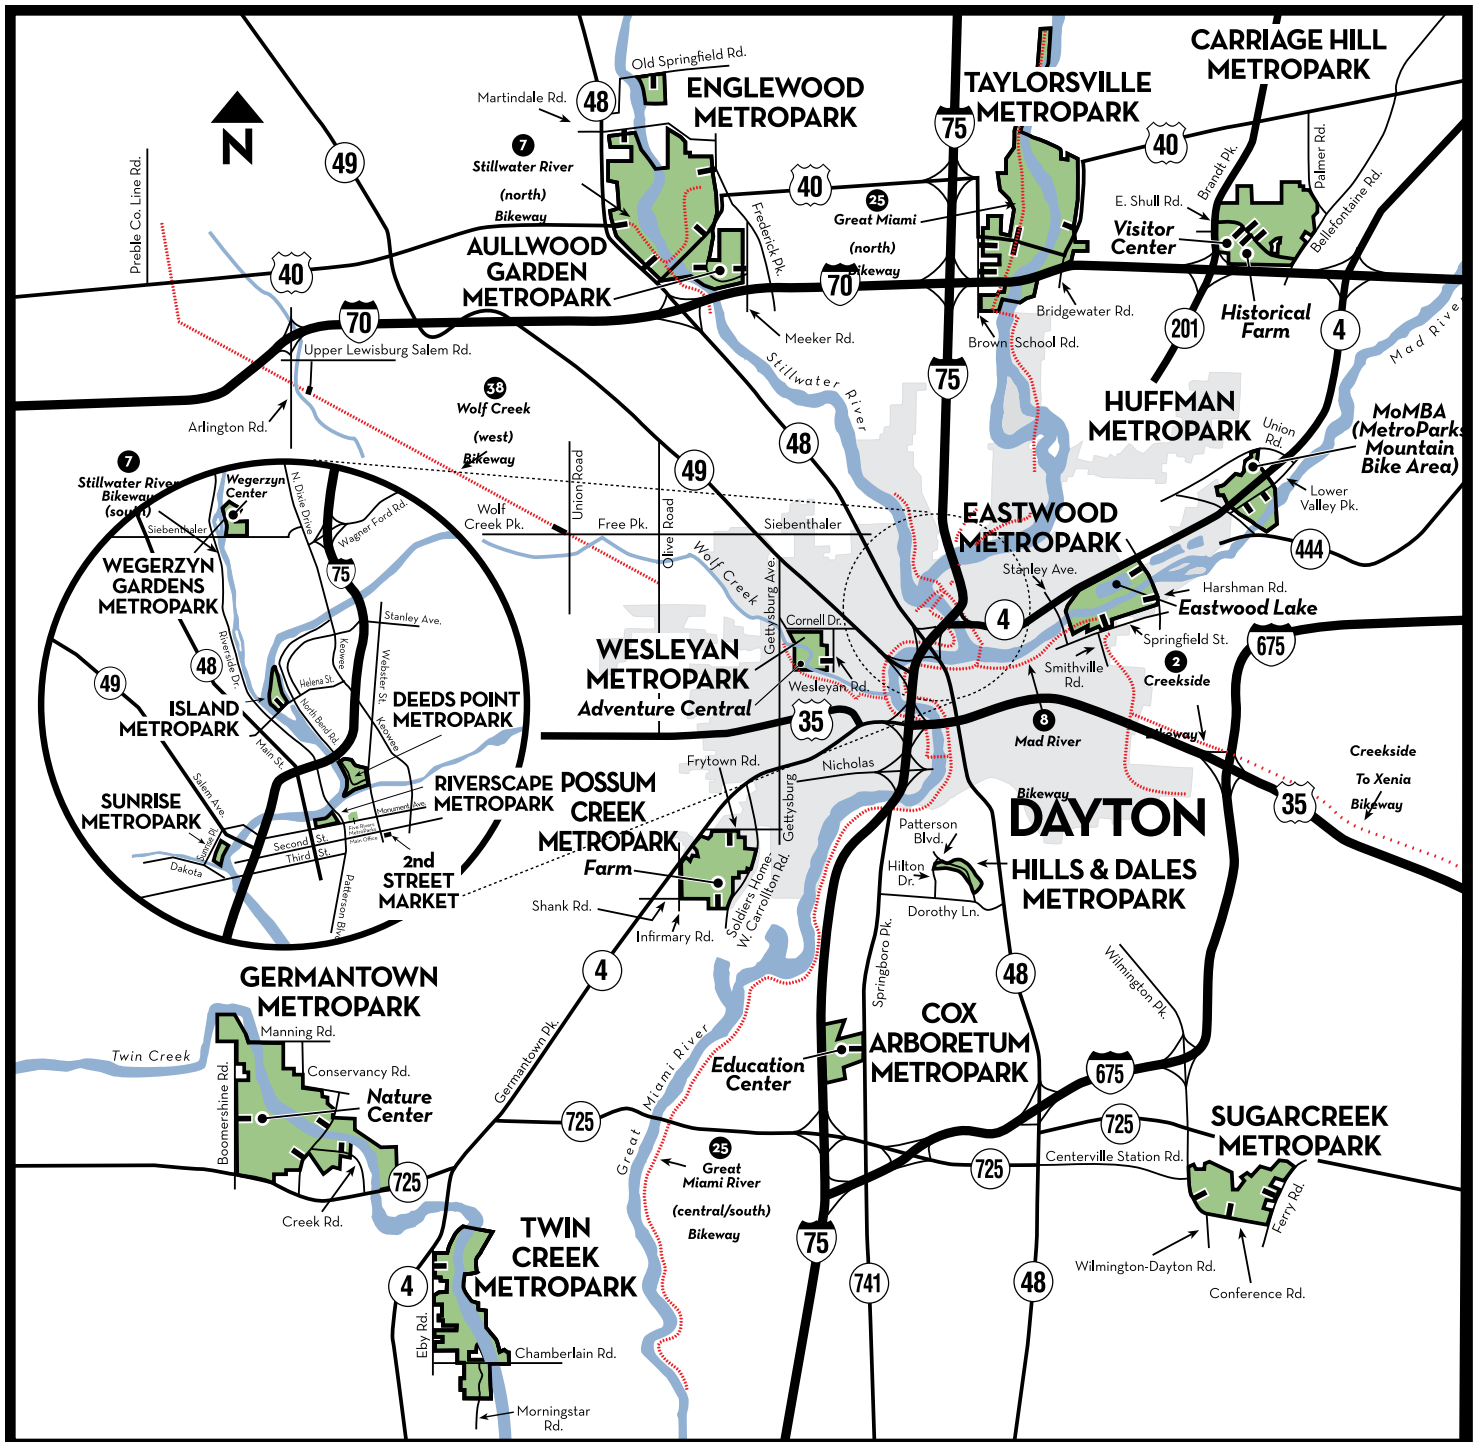 CARRIAGE HILL
METROPARK
Old Springfield Rd.
ENGLEWOOD
METROPARK
TAYLORSVILLE
METROPARK
Martindale Rd.
48
75
N
49
40
7
Stillwater River
(north)
Bikeway
40
25
Great Miami
(north)
Bikeway
Preble Co. Line Rd.
Frederick Pk.
Brandt Pk.
Palmer Rd.
E. Shull Rd.
Visitor
Center
Bellefontaine Rd.
AULLWOOD
GARDEN
METROPARK
40
70
70
Bridgewater Rd.
Historical
Farm
201
4
Mad River
Meeker Rd.
Brown School Rd.
Upper Lewisburg Salem Rd.
Stillwater River
75
38
Wolf Creek
(west)
Bikeway
Arlington Rd.
HUFFMAN
METROPARK
MoMBA
(MetroParks
Mountain
Bike Area)
Union
Rd.
48
49
Lower
Valley Pk.
7
Stillwater River
Bikeway
(south)
Wegerzyn
Center
N. Dixie Drive
Wagner Ford Rd.
Siebenthaler
Union Road
Olive Road
Wolf
Creek Pk.
Free Pk.
Siebenthaler
EASTWOOD
METROPARK
444
Wolf Creek
Gettysburg Ave.
Stanley Ave.
Harshman Rd.
Eastwood Lake
WEGERZYN
GARDENS
METROPARK
75
Stanley Ave.
Cornell Dr.
4
Springfield St.
675
Riverside Dr.
Keowee
Webster St.
WESLEYAN
METROPARK
Adventure Central
Wesleyan Rd.
Smithville
Rd.
2
Creekside
Bikeway
48
49
Helena St.
North Bend Rd.
DEEDS POINT
METROPARK
ISLAND
METROPARK
Keowee
Main St.
35
8
Mad River
Bikeway
Creekside
To Xenia
Bikeway
Frytown Rd.
Nicholas
Gettysburg
35
Salem Ave.
RIVERSCAPE
METROPARK
POSSUM
CREEK
METROPARK
Farm
SUNRISE
METROPARK
Monument Ave.
Five Rivers
MetroParks
Main Office
Second St.
Third St.
Sunrise Pl.
Dakota
2nd
STREET
MARKET
Patterson Blvd.
DAYTON
Patterson
Blvd.
Hilton
Dr.
HILLS & DALES
METROPARK
Dorothy Ln.
Shank Rd.
Infirmary Rd.
Soldiers Home-
W. Carrollton Rd.
4
Springboro Pk.
48
Wilmington Pk.
GERMANTOWN
METROPARK
Manning Rd.
Twin Creek
Conservancy Rd.
Boomershine Rd.
Nature
Center
Germantown Pk.
Great Miami River
COX
ARBORETUM
METROPARK
Education
Center
675
725
725
SUGARCREEK
METROPARK
25
Great
Miami River
(central/south)
Bikeway
725
Centerville Station Rd.
725
Creek Rd.
Ferry Rd.
TWIN
CREEK
METROPARK
75
Wilmington-Dayton Rd.
4
741
48
Conference Rd.
Eby Rd.
Chamberlain Rd.
Morningstar
Rd.